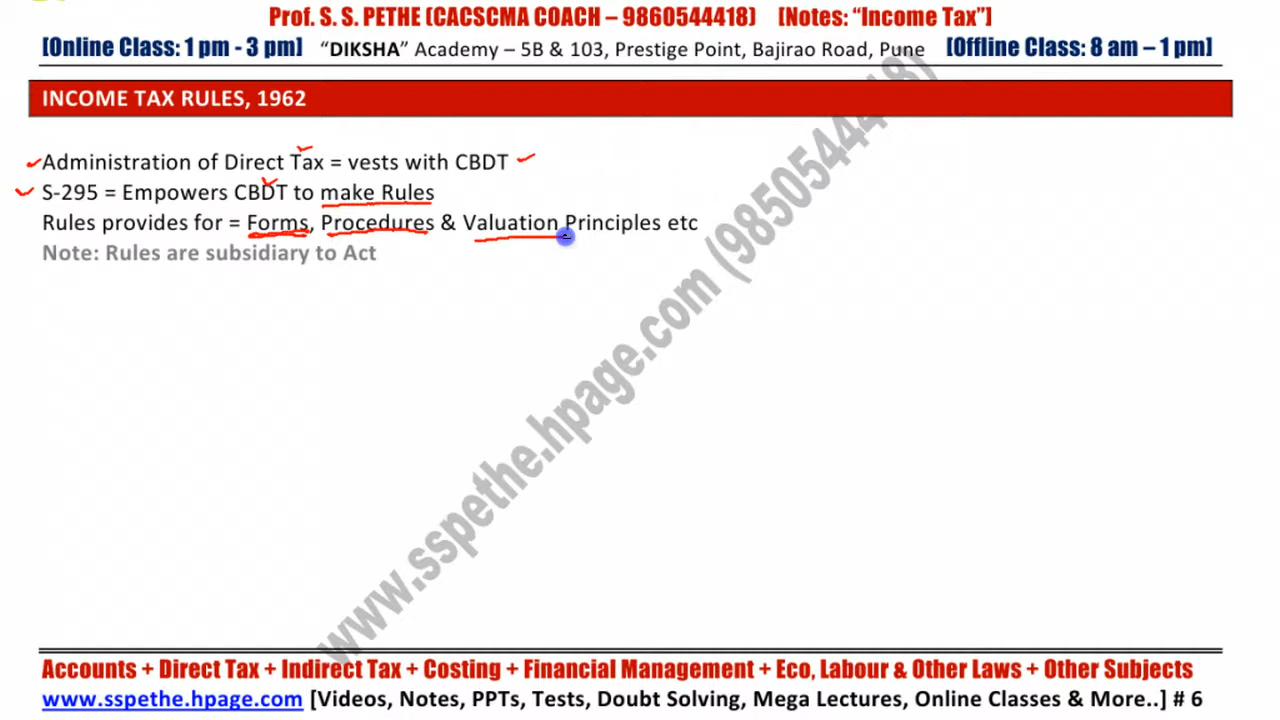 Prof. S. S. PETHE (CACSCMA COACH – 9860544418) [Notes: “Income Tax”]
[Online Class: 1 pm - 3 pm] “DIKSHA” Academy – 5B & 103, Prestige Point, Bajirao Road, Pune [Offline Class: 8 am – 1 pm]
INCOME TAX RULES, 1962
Administration of Direct Tax = vests with CBDT
S-295 = Empowers CBDT to make Rules
Rules provides for = Forms, Procedures & Valuation Principles etc
Note: Rules are subsidiary to Act
www.sspethe.hpage.com (9850544418)
Accounts + Direct Tax + Indirect Tax + Costing + Financial Management + Eco, Labour & Other Laws + Other Subjects
www.sspethe.hpage.com [Videos, Notes, PPTs, Tests, Doubt Solving, Mega Lectures, Online Classes & More..] # 6